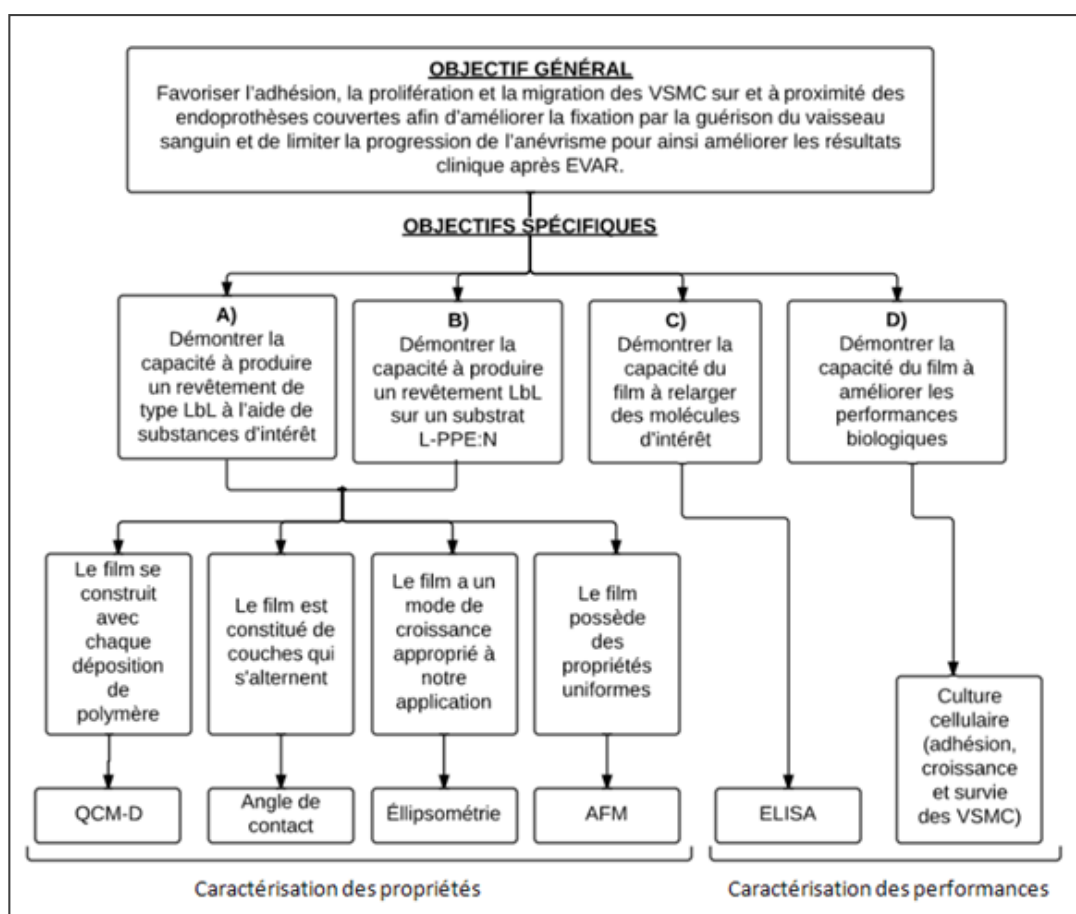 OBJECTIF GÉNÉRAL
Favoriser l'adhésion, la prolifération et la migration des VSMC sur et à proximité des
endoprothèses couvertes afin d'améliorer la fixation par la guérison du vaisseau
sanguin et de limiter la progression de l'anévrisme pour ainsi améliorer les résultats
clinique après EVAR.
OBJECTIFS SPÉCIFIQUES
A)
Démontrer la
capacité à produire
un revêtement de
type LbL à l'aide de
substances d'intérêt
B)
Démontrer la
capacité à produire
un revêtement LbL
sur un substrat
L-PPE:N
C)
Démontrer la
capacité du
film à relarger
des molécules
d'intérêt
D)
Démontrer la
capacité du film à
améliorer les
performances
biologiques
Le film se
construit
avec
chaque
déposition
de
polymère
Le film est
constitué de
couches qui
s'alternent
Le film a un
mode de
croissance
approprié à
notre
application
Le film
possède
des
propriétés
uniformes
Culture
cellulaire
(adhésion,
croissance
et survie
des VSMC)
QCM-D
Angle de
contact
Éllipsométrie
AFM
ELISA
Caractérisation des propriétés
Caractérisation des performances